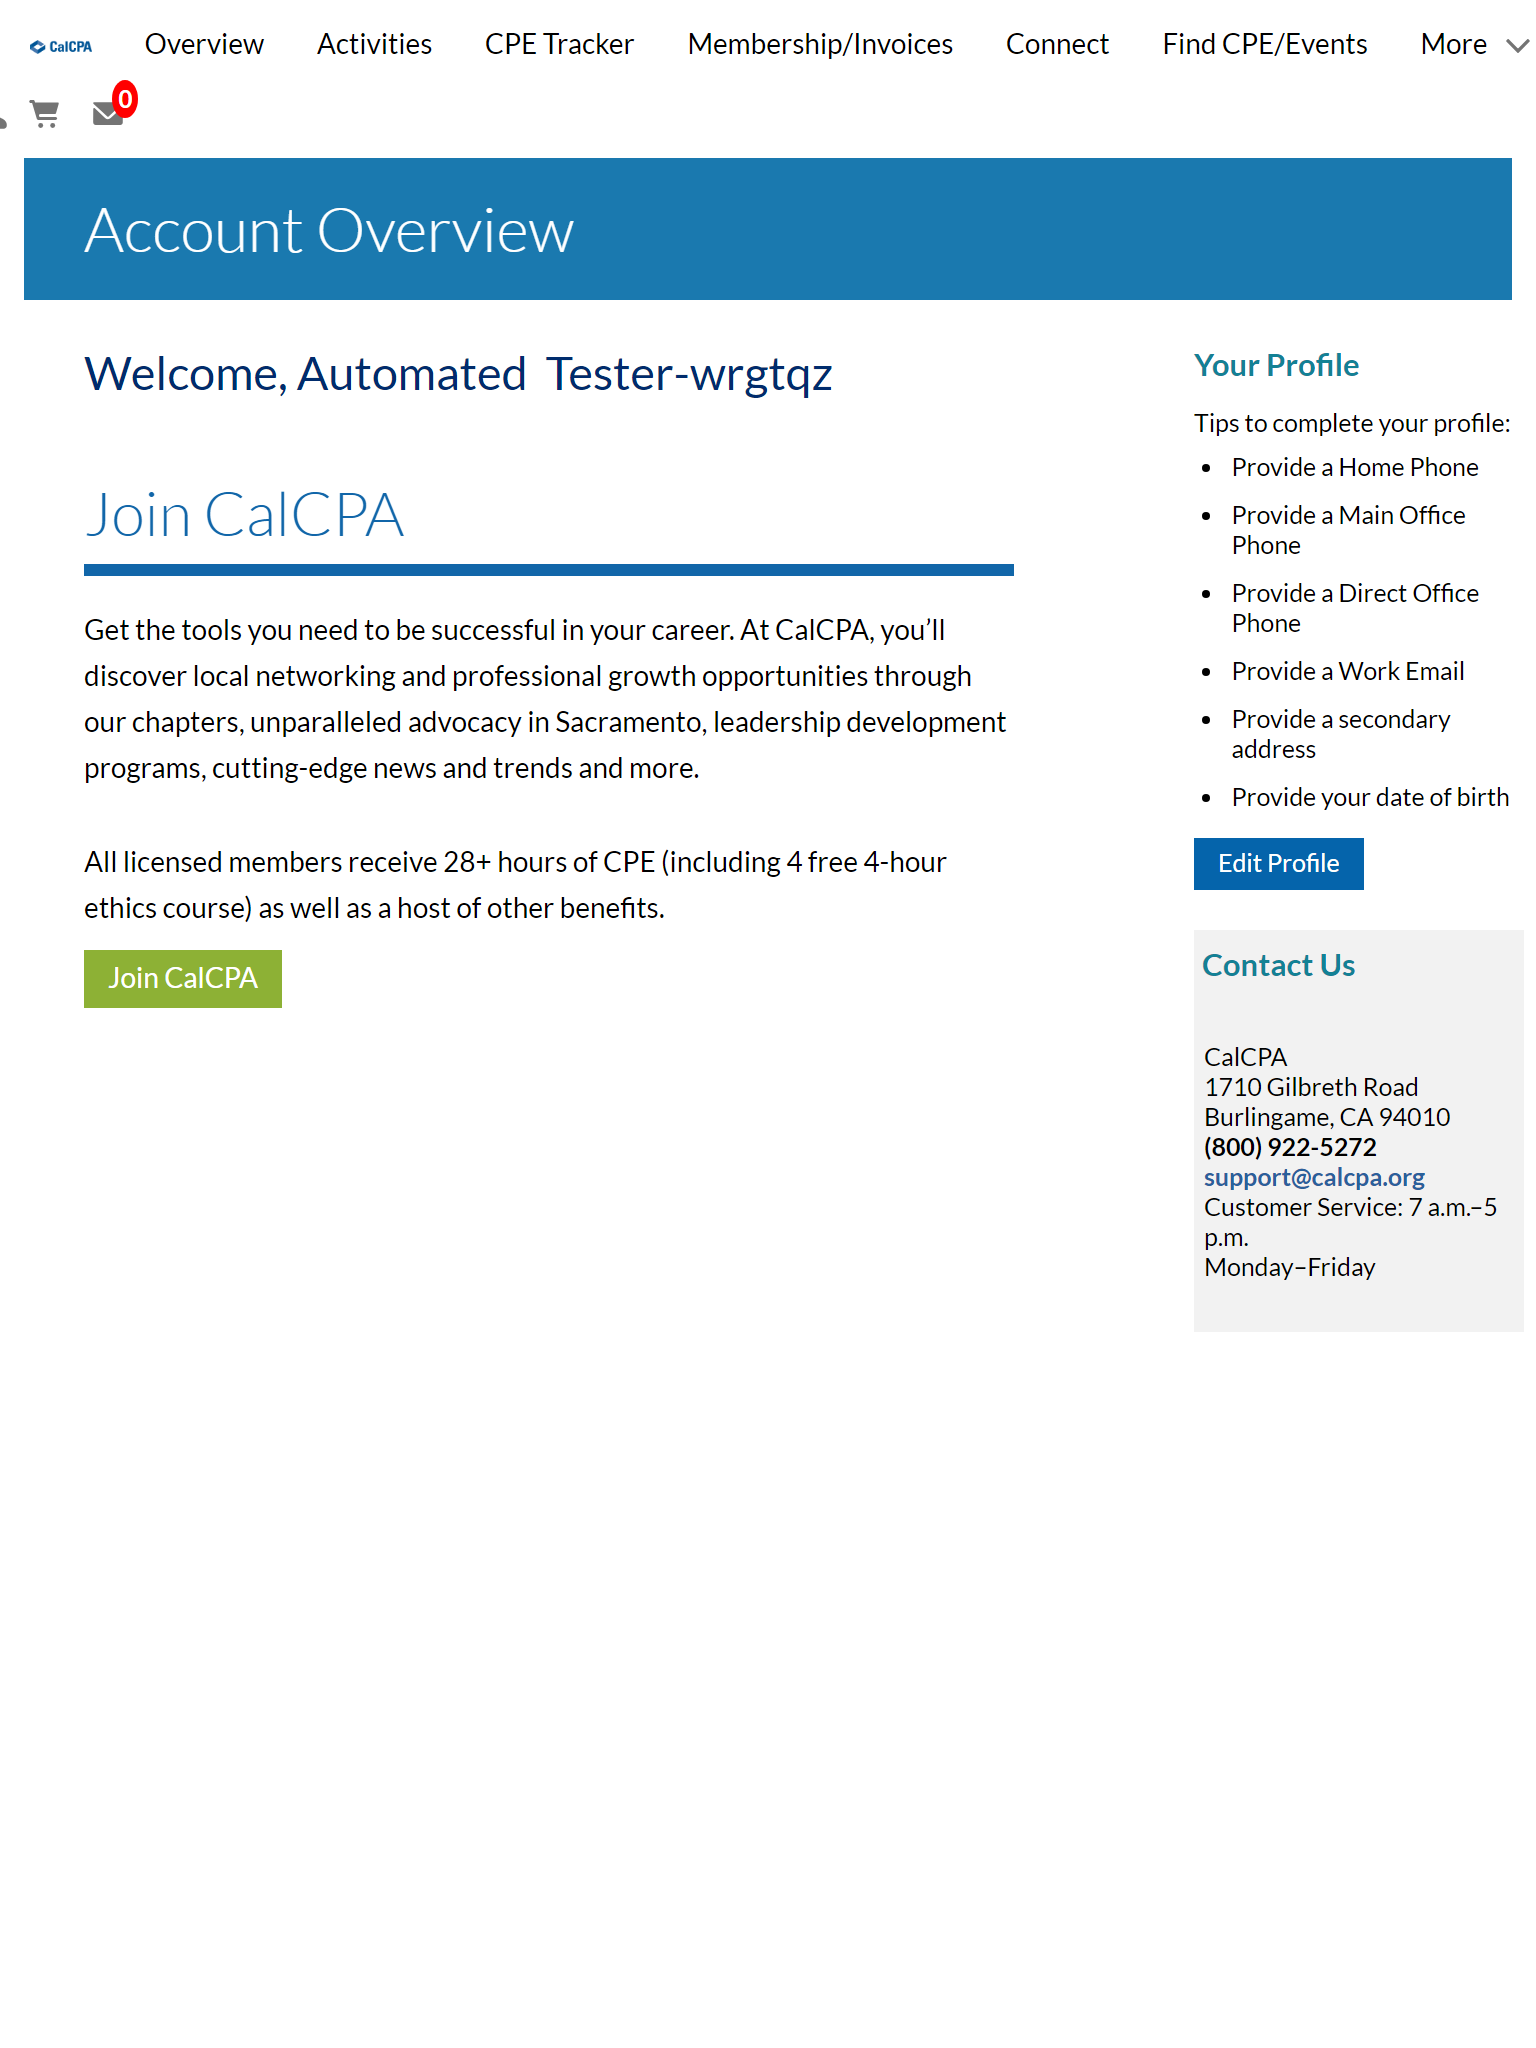 CalCPA Overview Activities CPE Tracker Membership/Invoices Connect Find CPE/Events More
0
Account Overview
Welcome, Automated Tester-wrgtqz
Join CalCPA
Get the tools you need to be successful in your career. At CalCPA, you’ll
discover local networking and professional growth opportunities through
our chapters, unparalleled advocacy in Sacramento, leadership development
programs, cutting-edge news and trends and more.
All licensed members receive 28+ hours of CPE (including 4 free 4-hour
ethics course) as well as a host of other benefits.
Join CalCPA
Your Profile
Tips to complete your profile:
• Provide a Home Phone
• Provide a Main Office
Phone
• Provide a Direct Office
Phone
• Provide a Work Email
• Provide a secondary
address
• Provide your date of birth
Edit Profile
Contact Us
CalCPA
1710 Gilbreth Road
Burlingame, CA 94010
(800) 922-5272
support@calcpa.org
Customer Service: 7 a.m.–5
p.m.
Monday–Friday